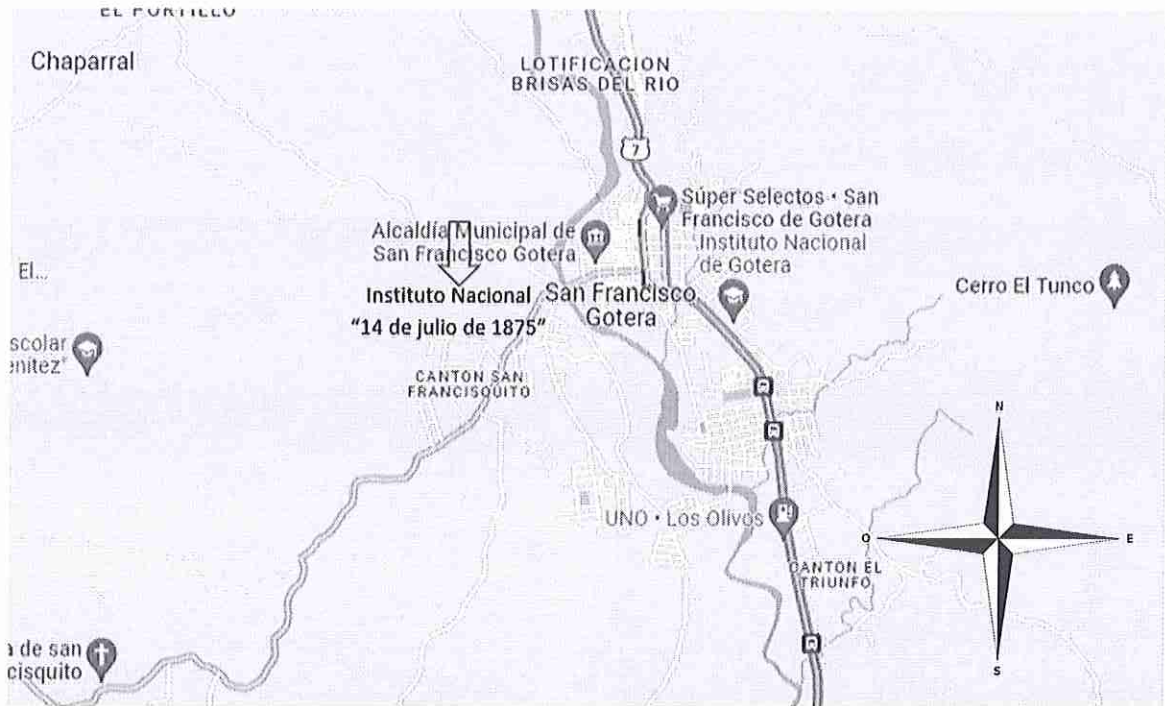 EL PORTILLO
Chaparral
LOTIFICACION
BRISAS DEL RIO
7
Súper Selectos • San
Francisco de Gotera
Alcaldía Municipal de
San Francisco Gotera
Instituto Nacional
de Gotera
El...
Cerro El Tunco
Instituto Nacional
"14 de julio de 1875"
San Francisco
Gotera
scolar
enítez"
CANTON SAN
FRANCISQUITO
N
UNO • Los Olivos
O
E
CANTON EL
TRIUNFO
S
a de san
cisquito